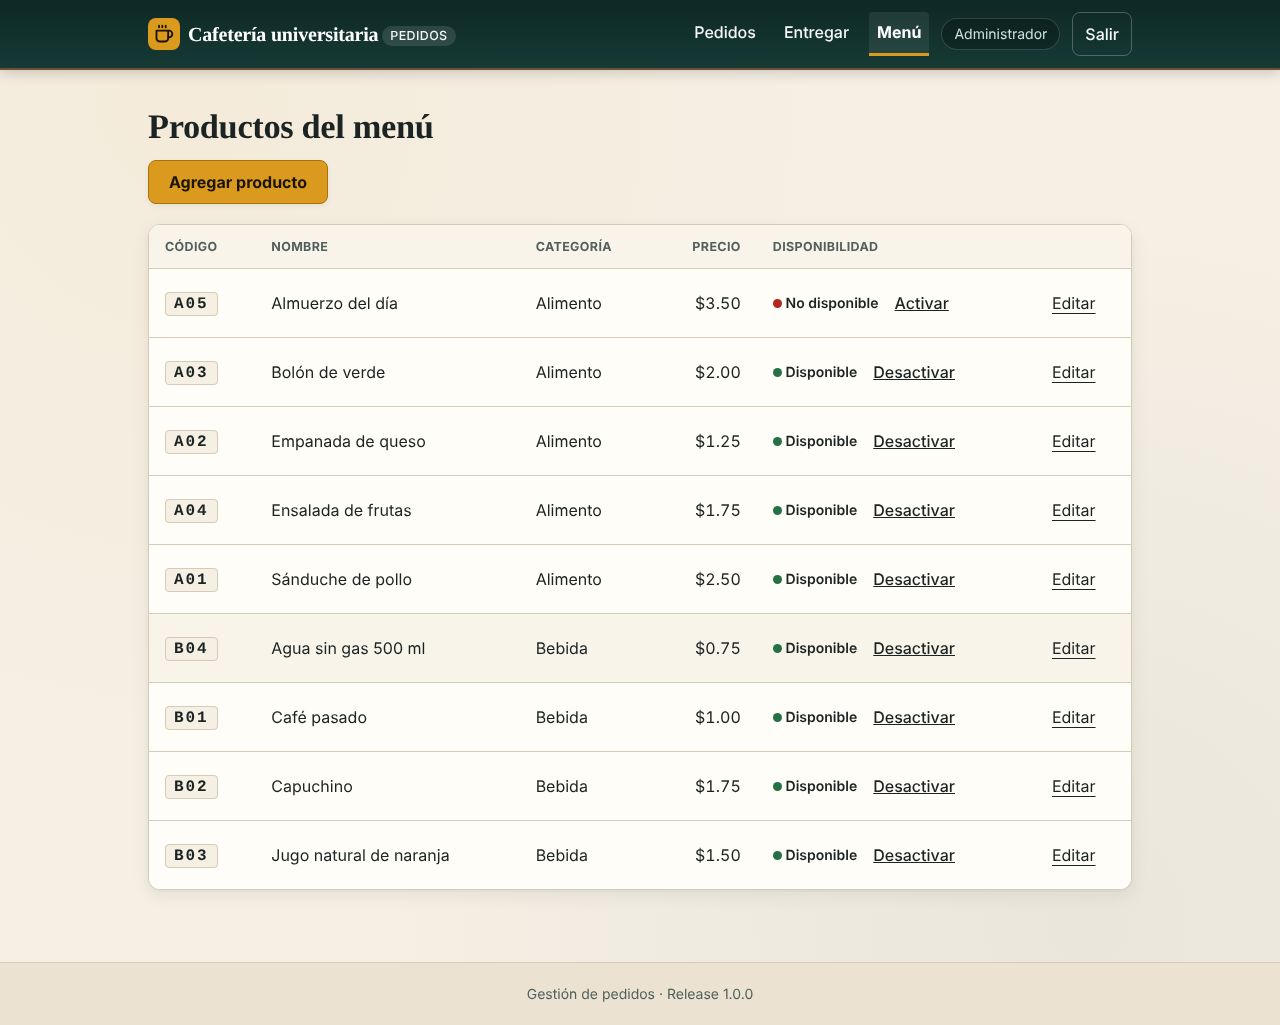 Cafetería universitaria PEDIDOS Pedidos Entregar Menú Administrador Salir
Productos del menú
Agregar producto
CÓDIGO NOMBRE CATEGORÍA PRECIO DISPONIBILIDAD
A05 Almuerzo del día Alimento $3.50 No disponible Activar Editar
A03 Bolón de verde Alimento $2.00 Disponible Desactivar Editar
A02 Empanada de queso Alimento $1.25 Disponible Desactivar Editar
A04 Ensalada de frutas Alimento $1.75 Disponible Desactivar Editar
A01 Sánduche de pollo Alimento $2.50 Disponible Desactivar Editar
B04 Agua sin gas 500 ml Bebida $0.75 Disponible Desactivar Editar
B01 Café pasado Bebida $1.00 Disponible Desactivar Editar
B02 Capuchino Bebida $1.75 Disponible Desactivar Editar
B03 Jugo natural de naranja Bebida $1.50 Disponible Desactivar Editar
Gestión de pedidos · Release 1.0.0